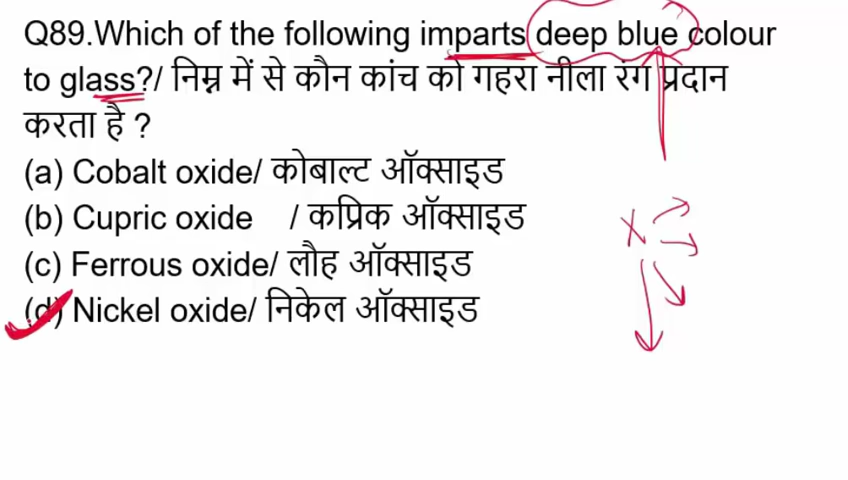 Q89.Which of the following imparts deep blue colour
to glass?/ निम्न में से कौन कांच को गहरा नीला रंग प्रदान
करता है ?
(a) Cobalt oxide/ कोबाल्ट ऑक्साइड
(b) Cupric oxide / कप्रिक ऑक्साइड
(c) Ferrous oxide/ लौह ऑक्साइड
(d) Nickel oxide/ निकेल ऑक्साइड